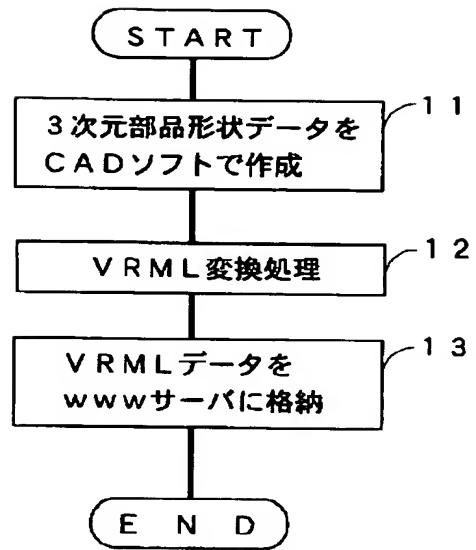 START
11
3次元部品形状データを
CADソフトで作成
12
VRML変換処理
13
VRMLデータを
wwwサーバに格納
END